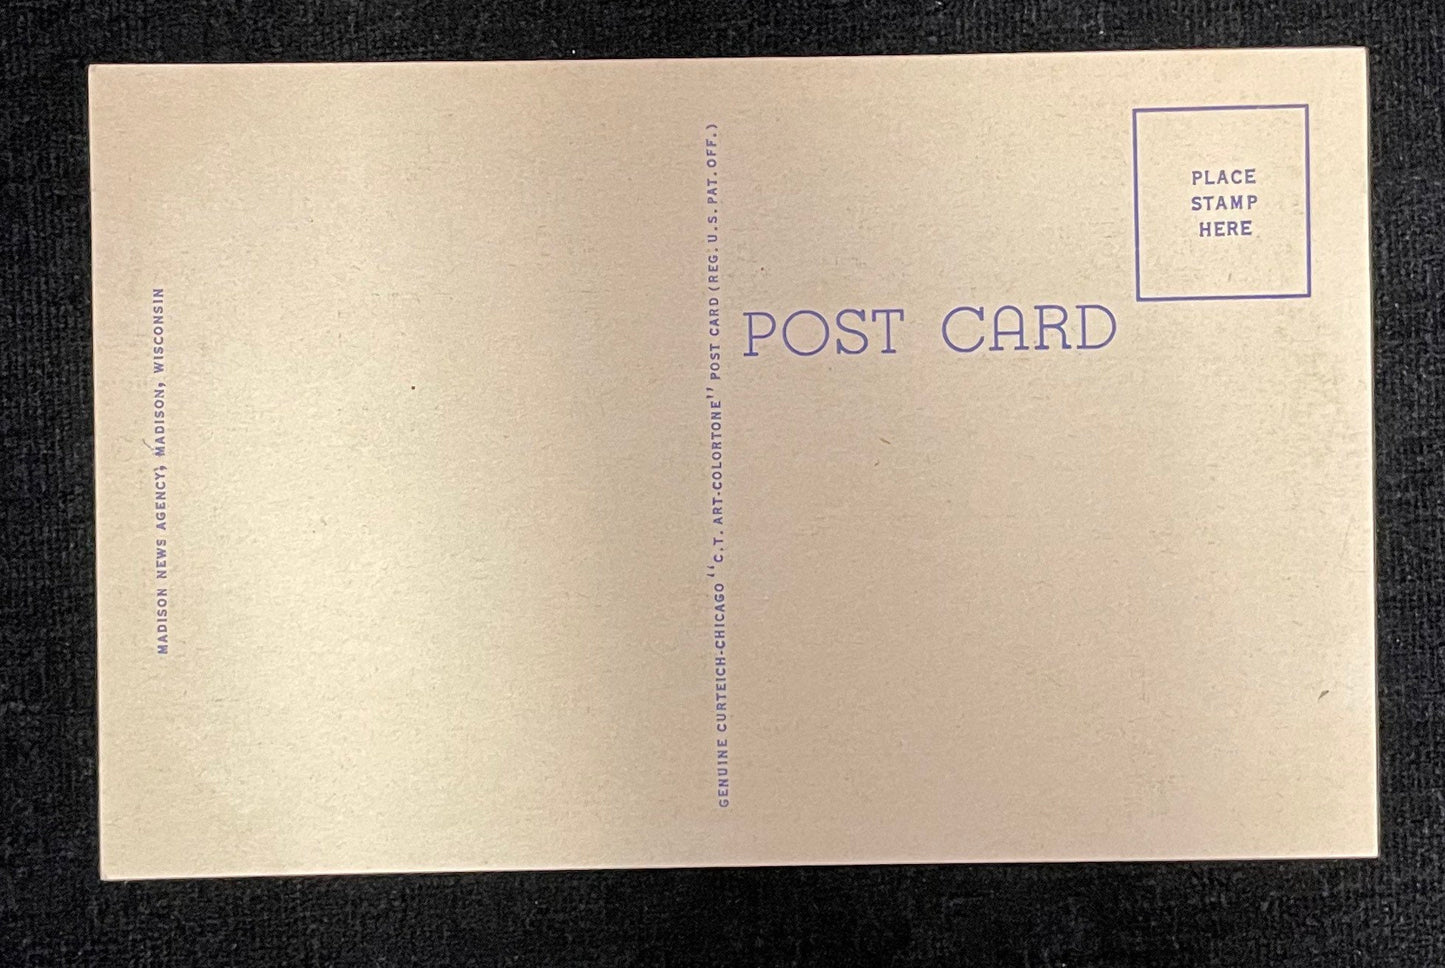 MADISON NEWS AGENCY, MADISON, WISCONSIN
GENUINE CURTEICH-CHICAGO "C.T. ART-COLORTONE" POST CARD (REG. U.S. PAT. OFF.)
POST CARD
PLACE
STAMP
HERE